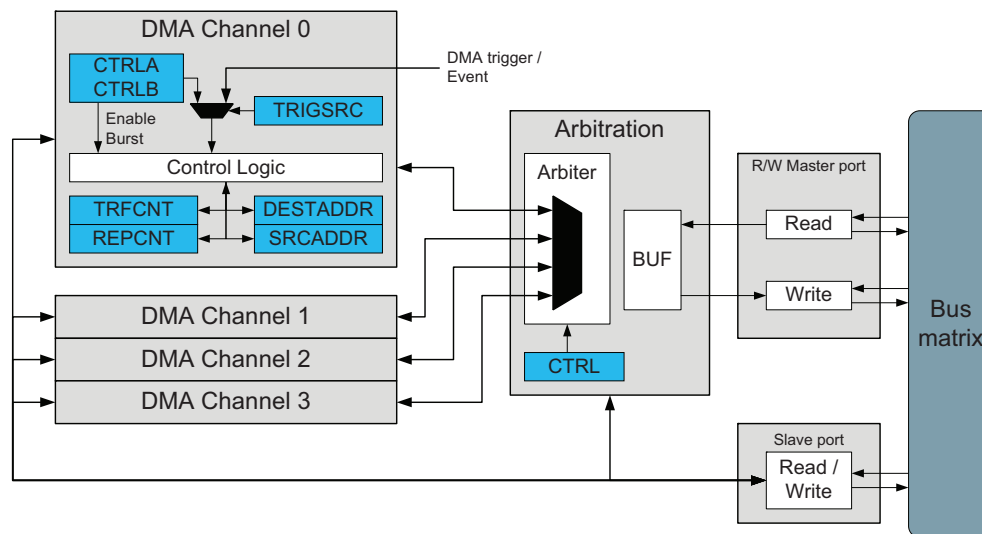 DMA Channel 0
CTRLA
CTRLB
DMA trigger /
Event
TRIGSRC
Enable
Burst
Control Logic
TRFCNT
DESTADDR
REPCNT
SRCADDR
DMA Channel 1
DMA Channel 2
DMA Channel 3
Arbitration
Arbiter
BUF
CTRL
R/W Master port
Read
Write
Slave port
Read /
Write
Bus
matrix